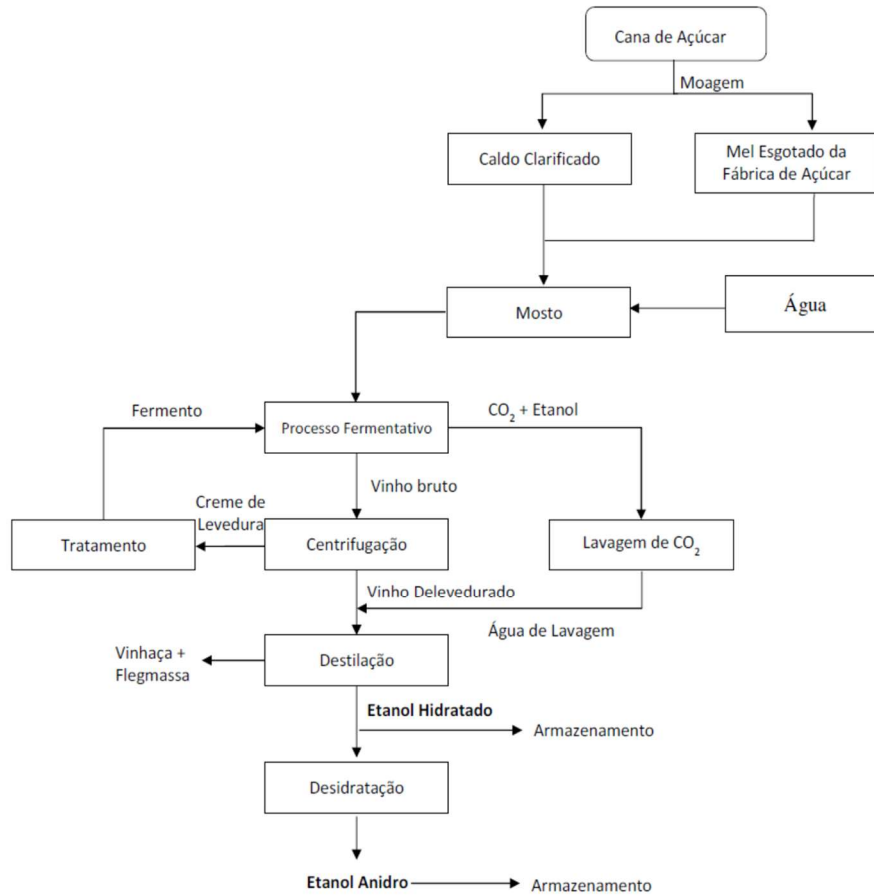 Cana de Açúcar
Moagem
Caldo Clarificado
Mel Esgotado da
Fábrica de Açúcar
Mosto
Água
Fermento
Processo Fermentativo
CO₂ + Etanol
Vinho bruto
Creme de
Levedura
Tratamento
Centrifugação
Lavagem de CO₂
Vinho Delevedurado
Água de Lavagem
Vinhaça +
Flegmassa
Destilação
Etanol Hidratado
Armazenamento
Desidratação
Etanol Anidro
Armazenamento